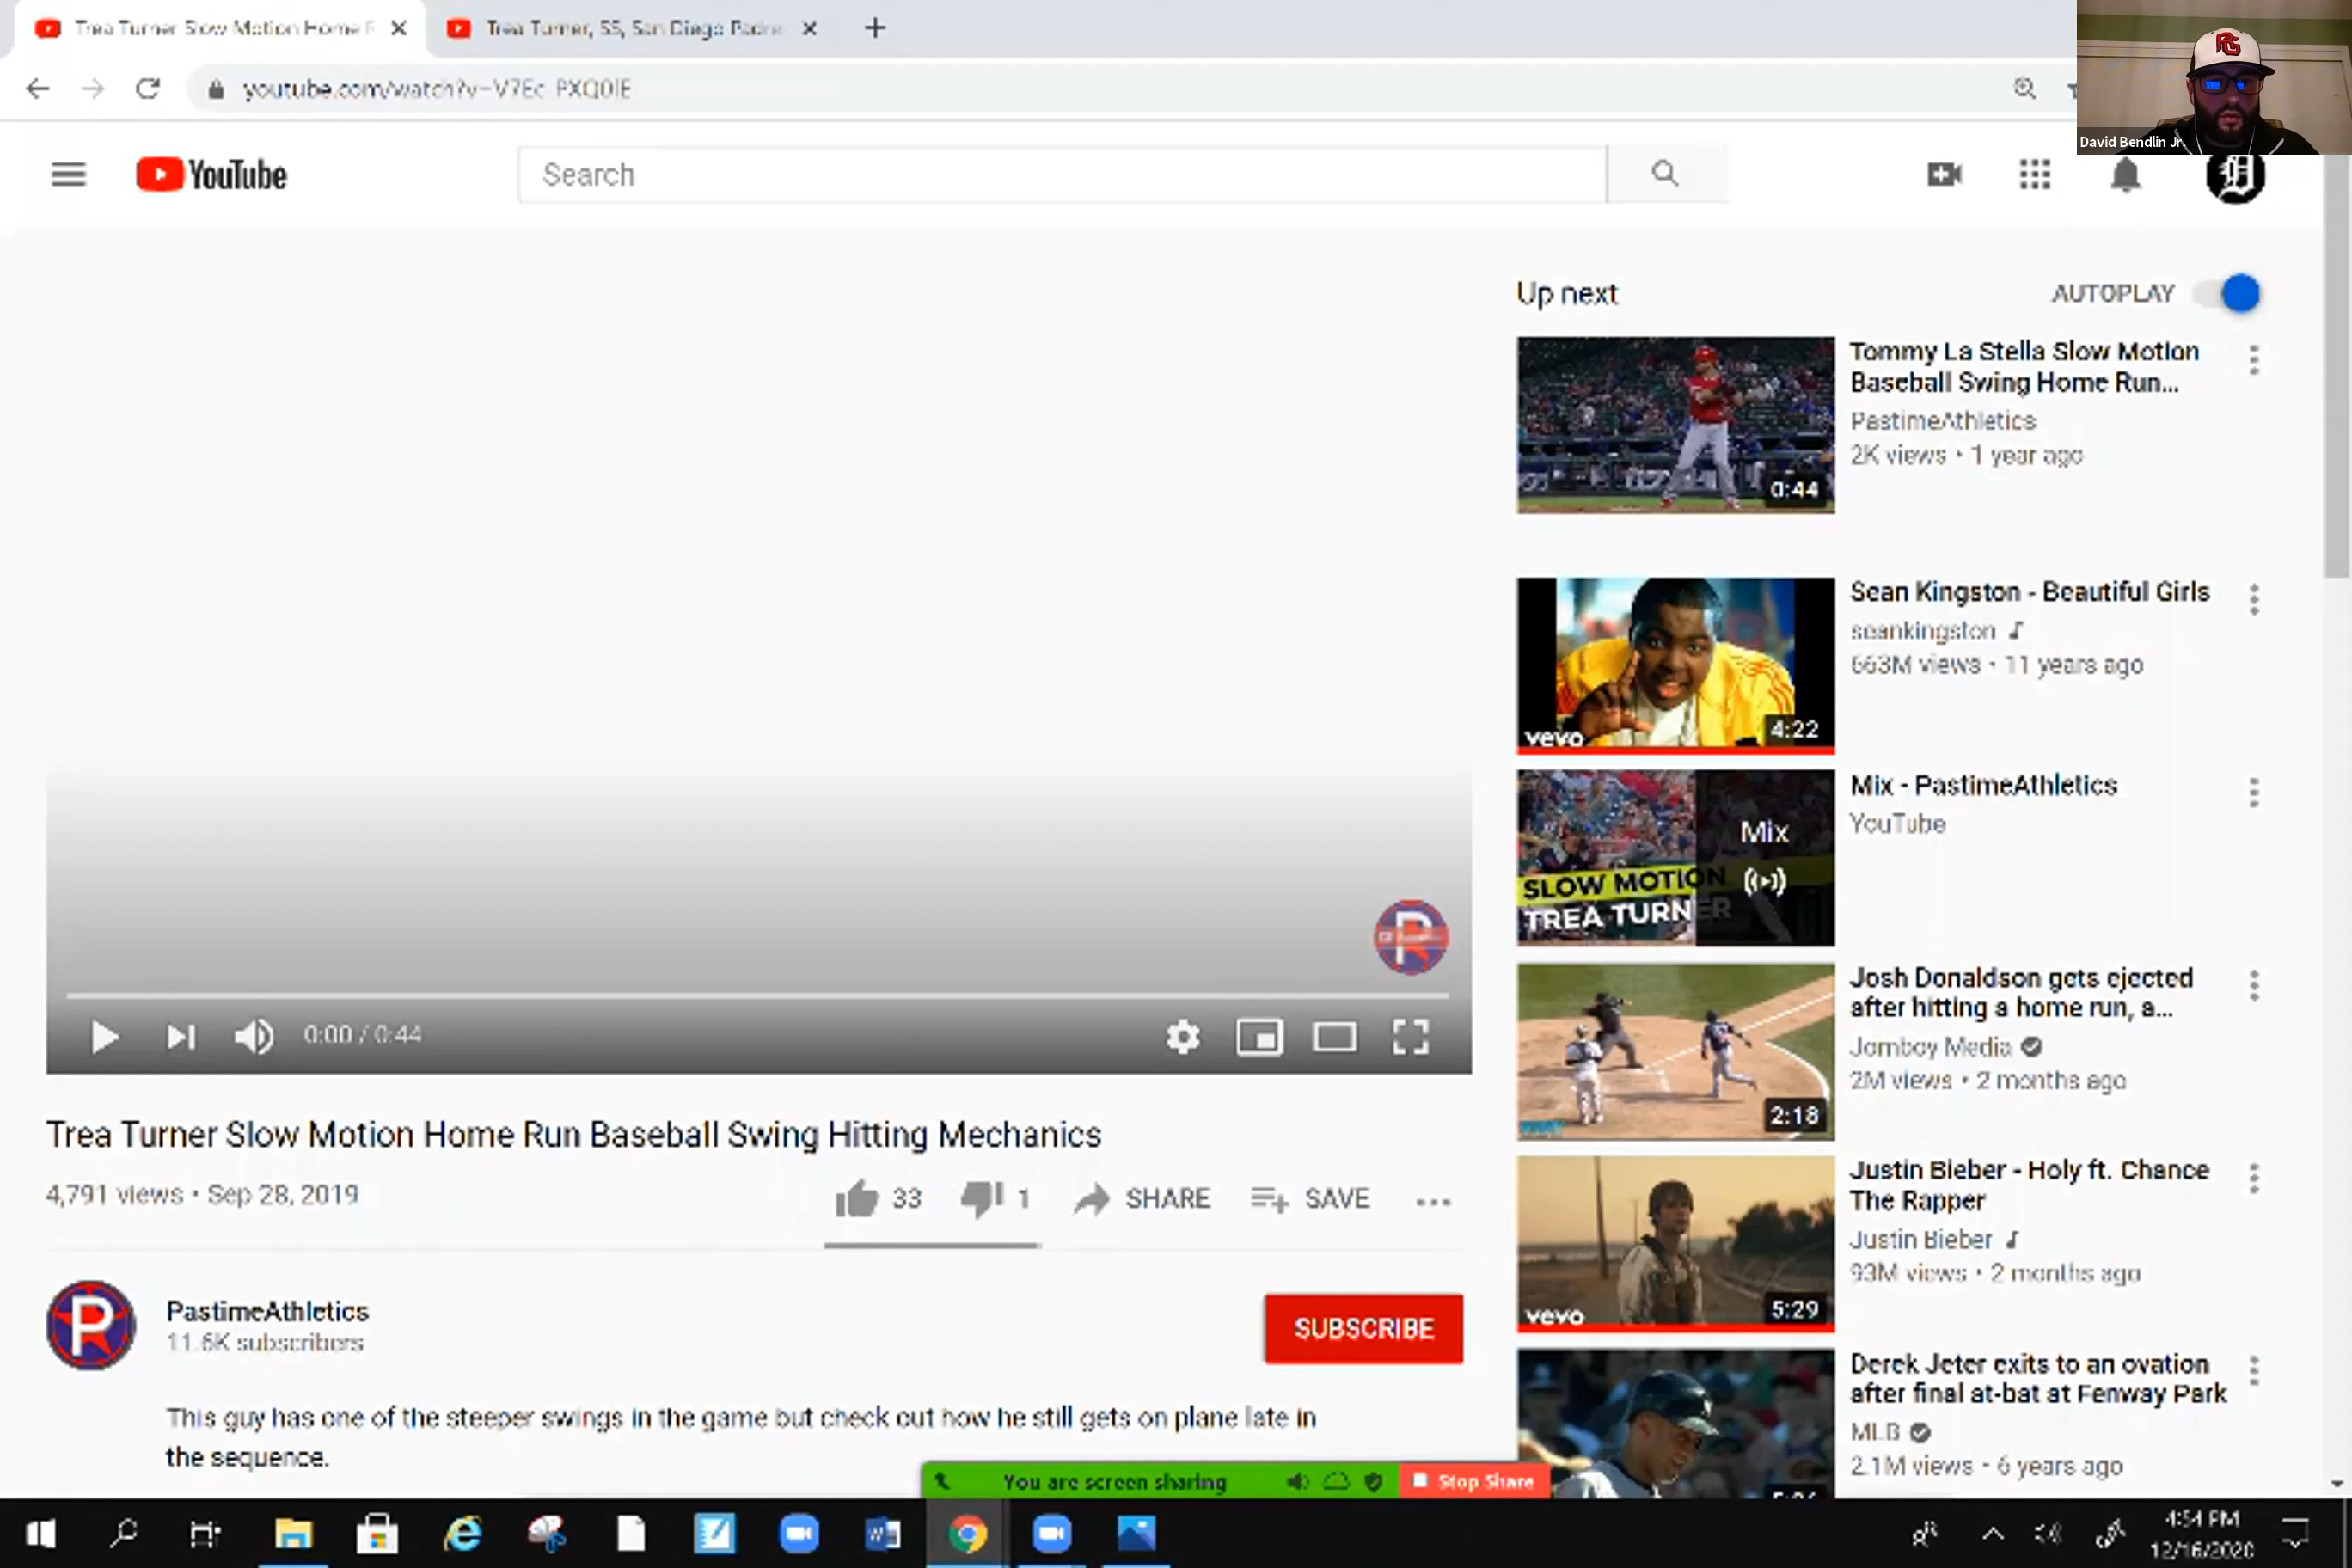 Trea Turner Slow Motion Home R
Trea Turner, SS, San Diego Padre
youtube.com/watch?v=V7Ec_PXQ0lE
David Bendlin Jr.
YouTube
Search
Up next
AUTOPLAY
Tommy La Stella Slow Motion
Baseball Swing Home Run...
PastimeAthletics
2K views • 1 year ago
0:44
Sean Kingston - Beautiful Girls
seankingston
663M views • 11 years ago
vevo
4:22
Mix - PastimeAthletics
YouTube
Mix
SLOW MOTION
TREA TURNER
Josh Donaldson gets ejected
after hitting a home run, a...
Jomboy Media
2M views • 2 months ago
2:18
Justin Bieber - Holy ft. Chance
The Rapper
Justin Bieber
93M views • 2 months ago
vevo
5:29
Derek Jeter exits to an ovation
after final at-bat at Fenway Park
MLB
2.1M views • 6 years ago
0:00 / 0:44
Trea Turner Slow Motion Home Run Baseball Swing Hitting Mechanics
4,791 views • Sep 28, 2019
33
1
SHARE
SAVE
PastimeAthletics
11.6K subscribers
SUBSCRIBE
This guy has one of the steeper swings in the game but check out how he still gets on plane late in
the sequence.
You are screen sharing
Stop Share
4:54 PM
12/16/2020